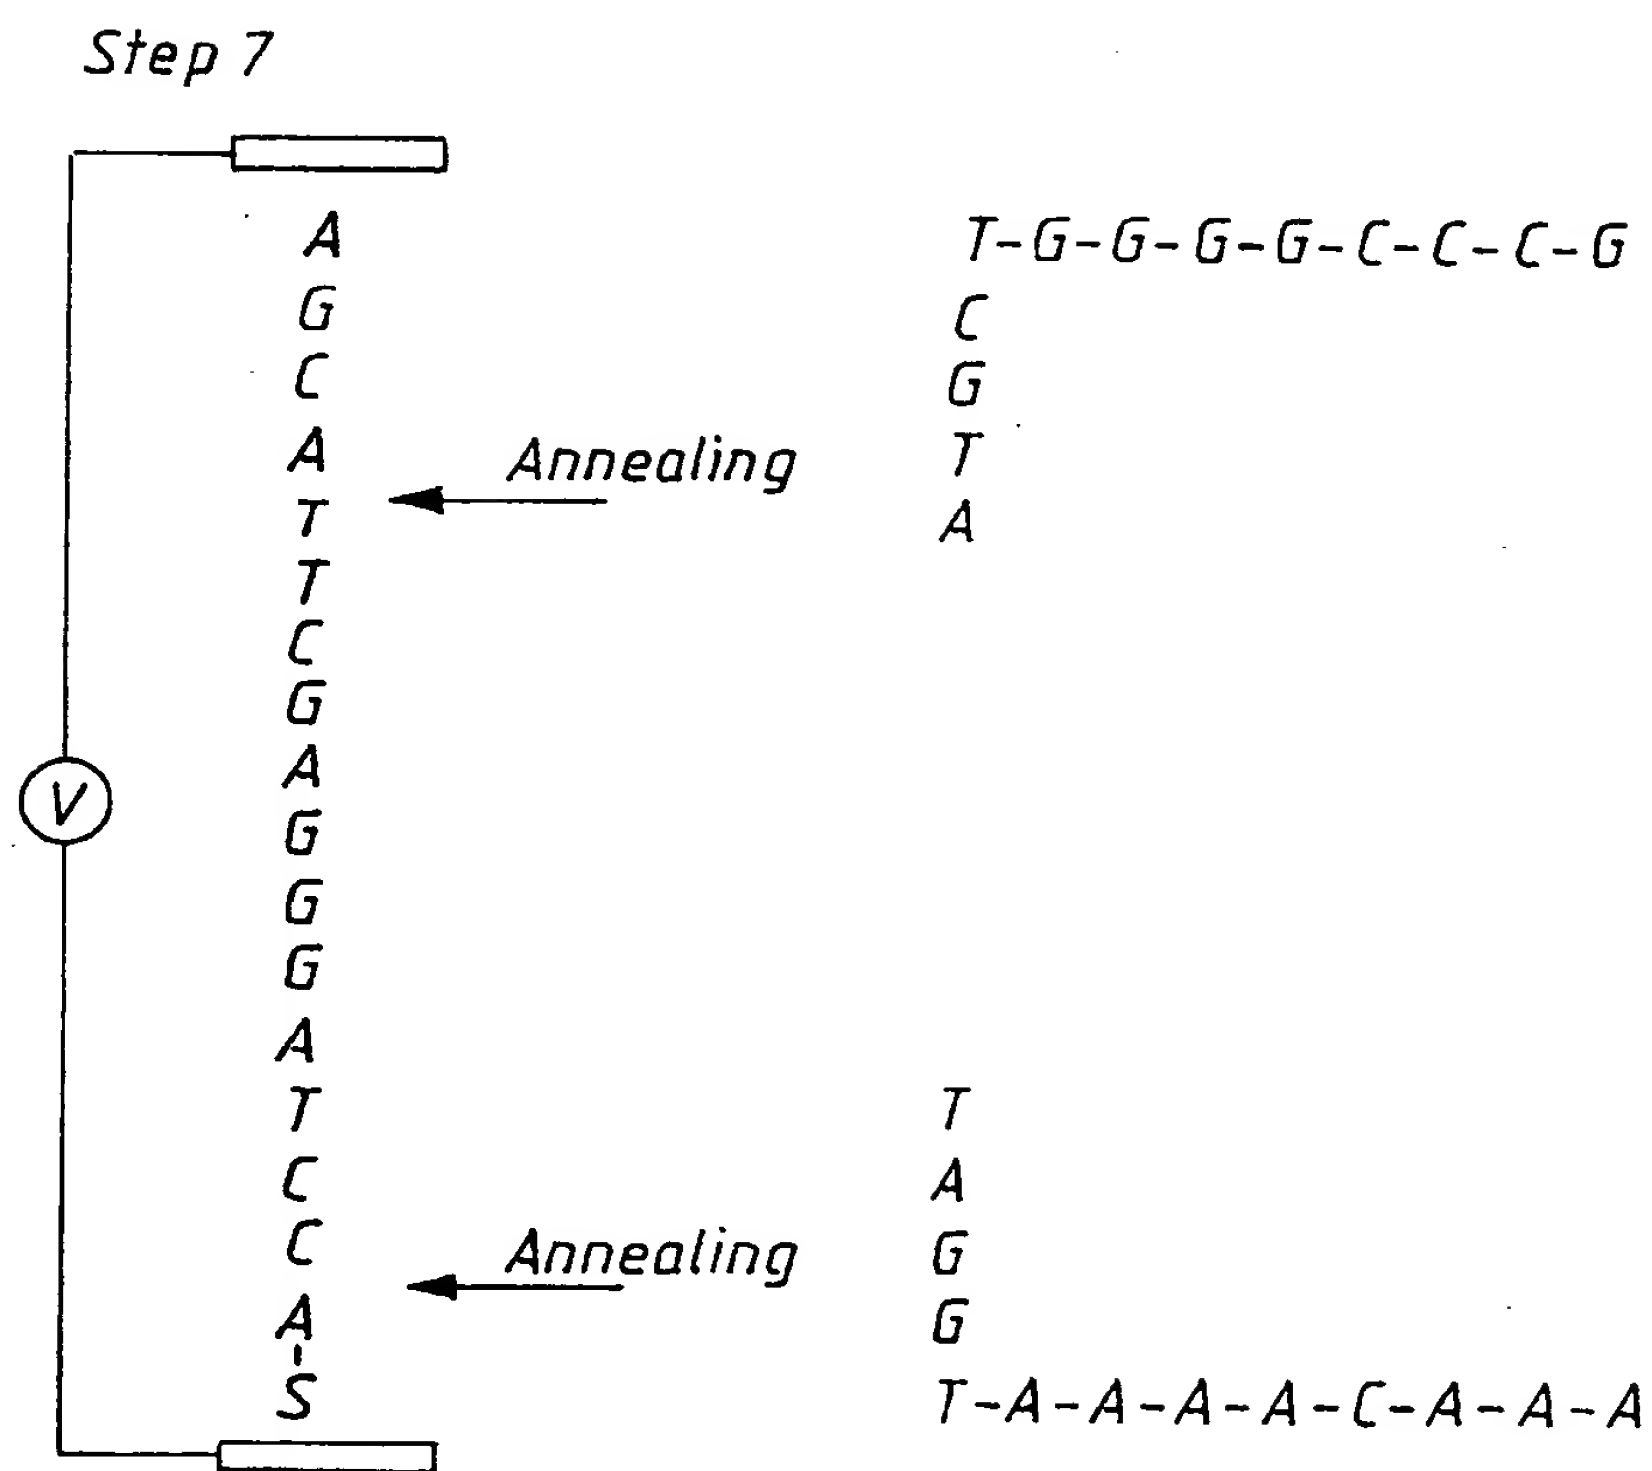 Step 7
A T-G-G-G-G-C-C-C-G
G C
C G
A Annealing T
T A
T
C
G
A
G
G
G
A
T T
C A
C Annealing G
A G
S T-A-A-A-A-C-A-A-A
V